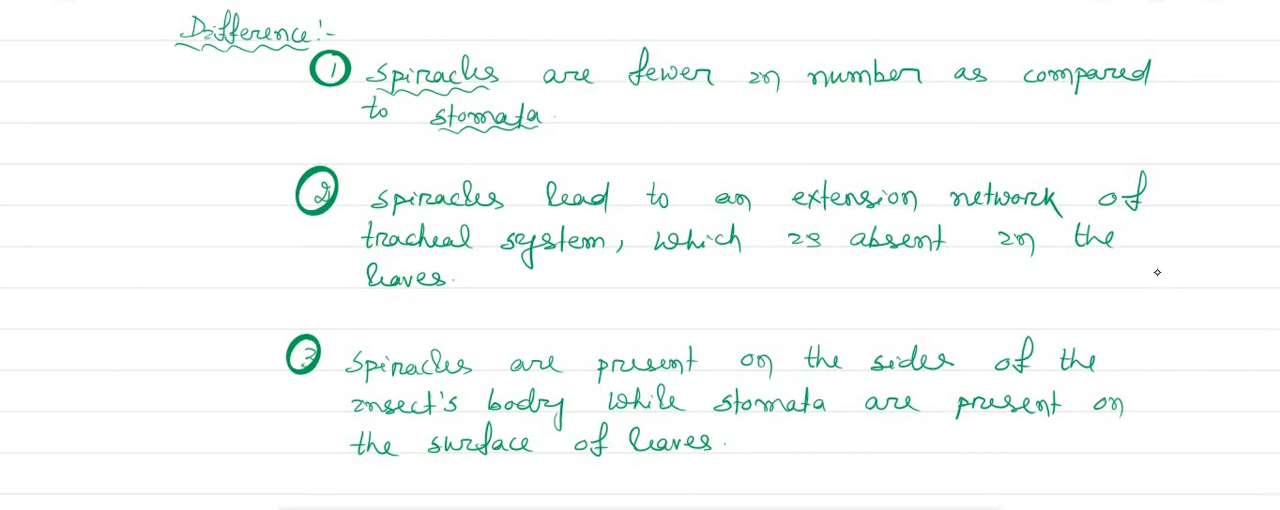 Difference:-
① Spiracles are fewer in number as compared
to stomata.
② Spiracles lead to an extension network of
tracheal system, which is absent in the
leaves.
③ Spiracles are present on the sides of the
insect's body while stomata are present on
the surface of leaves.